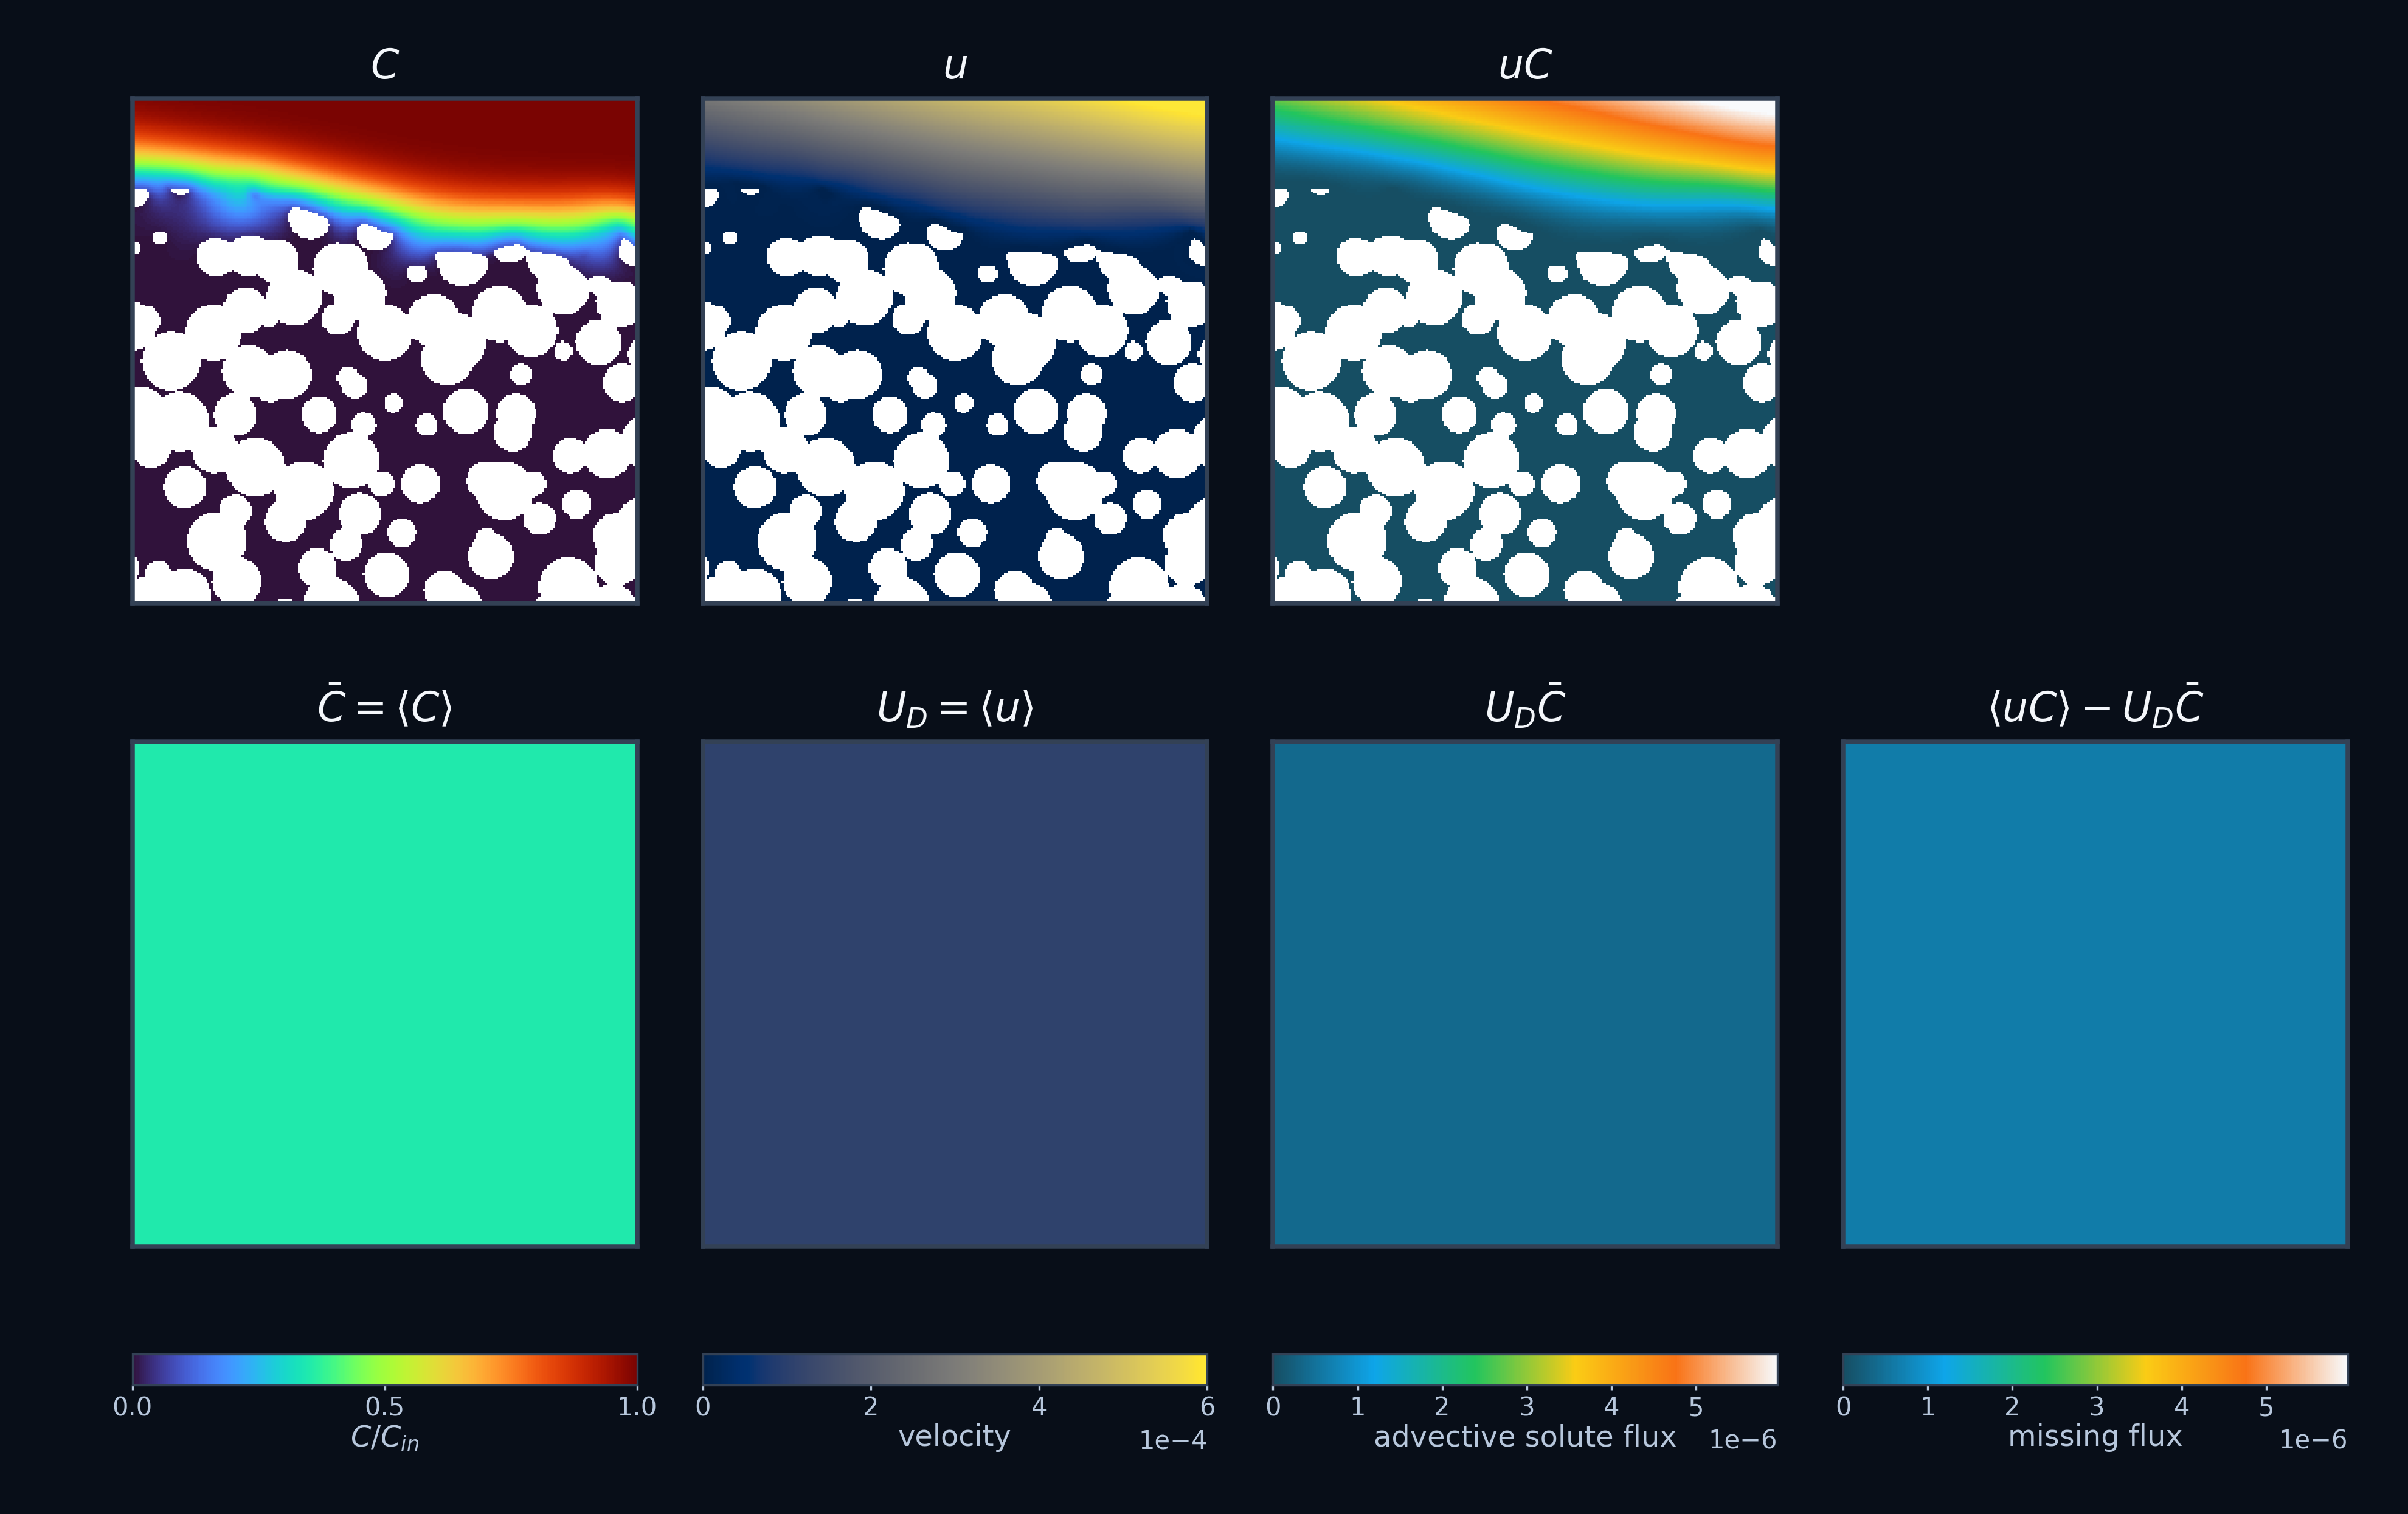 C
u
uC
C̄ = ⟨C⟩
U_D = ⟨u⟩
U_D C̄
⟨uC⟩ − U_D C̄
0.0 0.5 1.0
C/C_in
0 2 4 6
velocity 1e−4
0 1 2 3 4 5
advective solute flux 1e−6
0 1 2 3 4 5
missing flux 1e−6